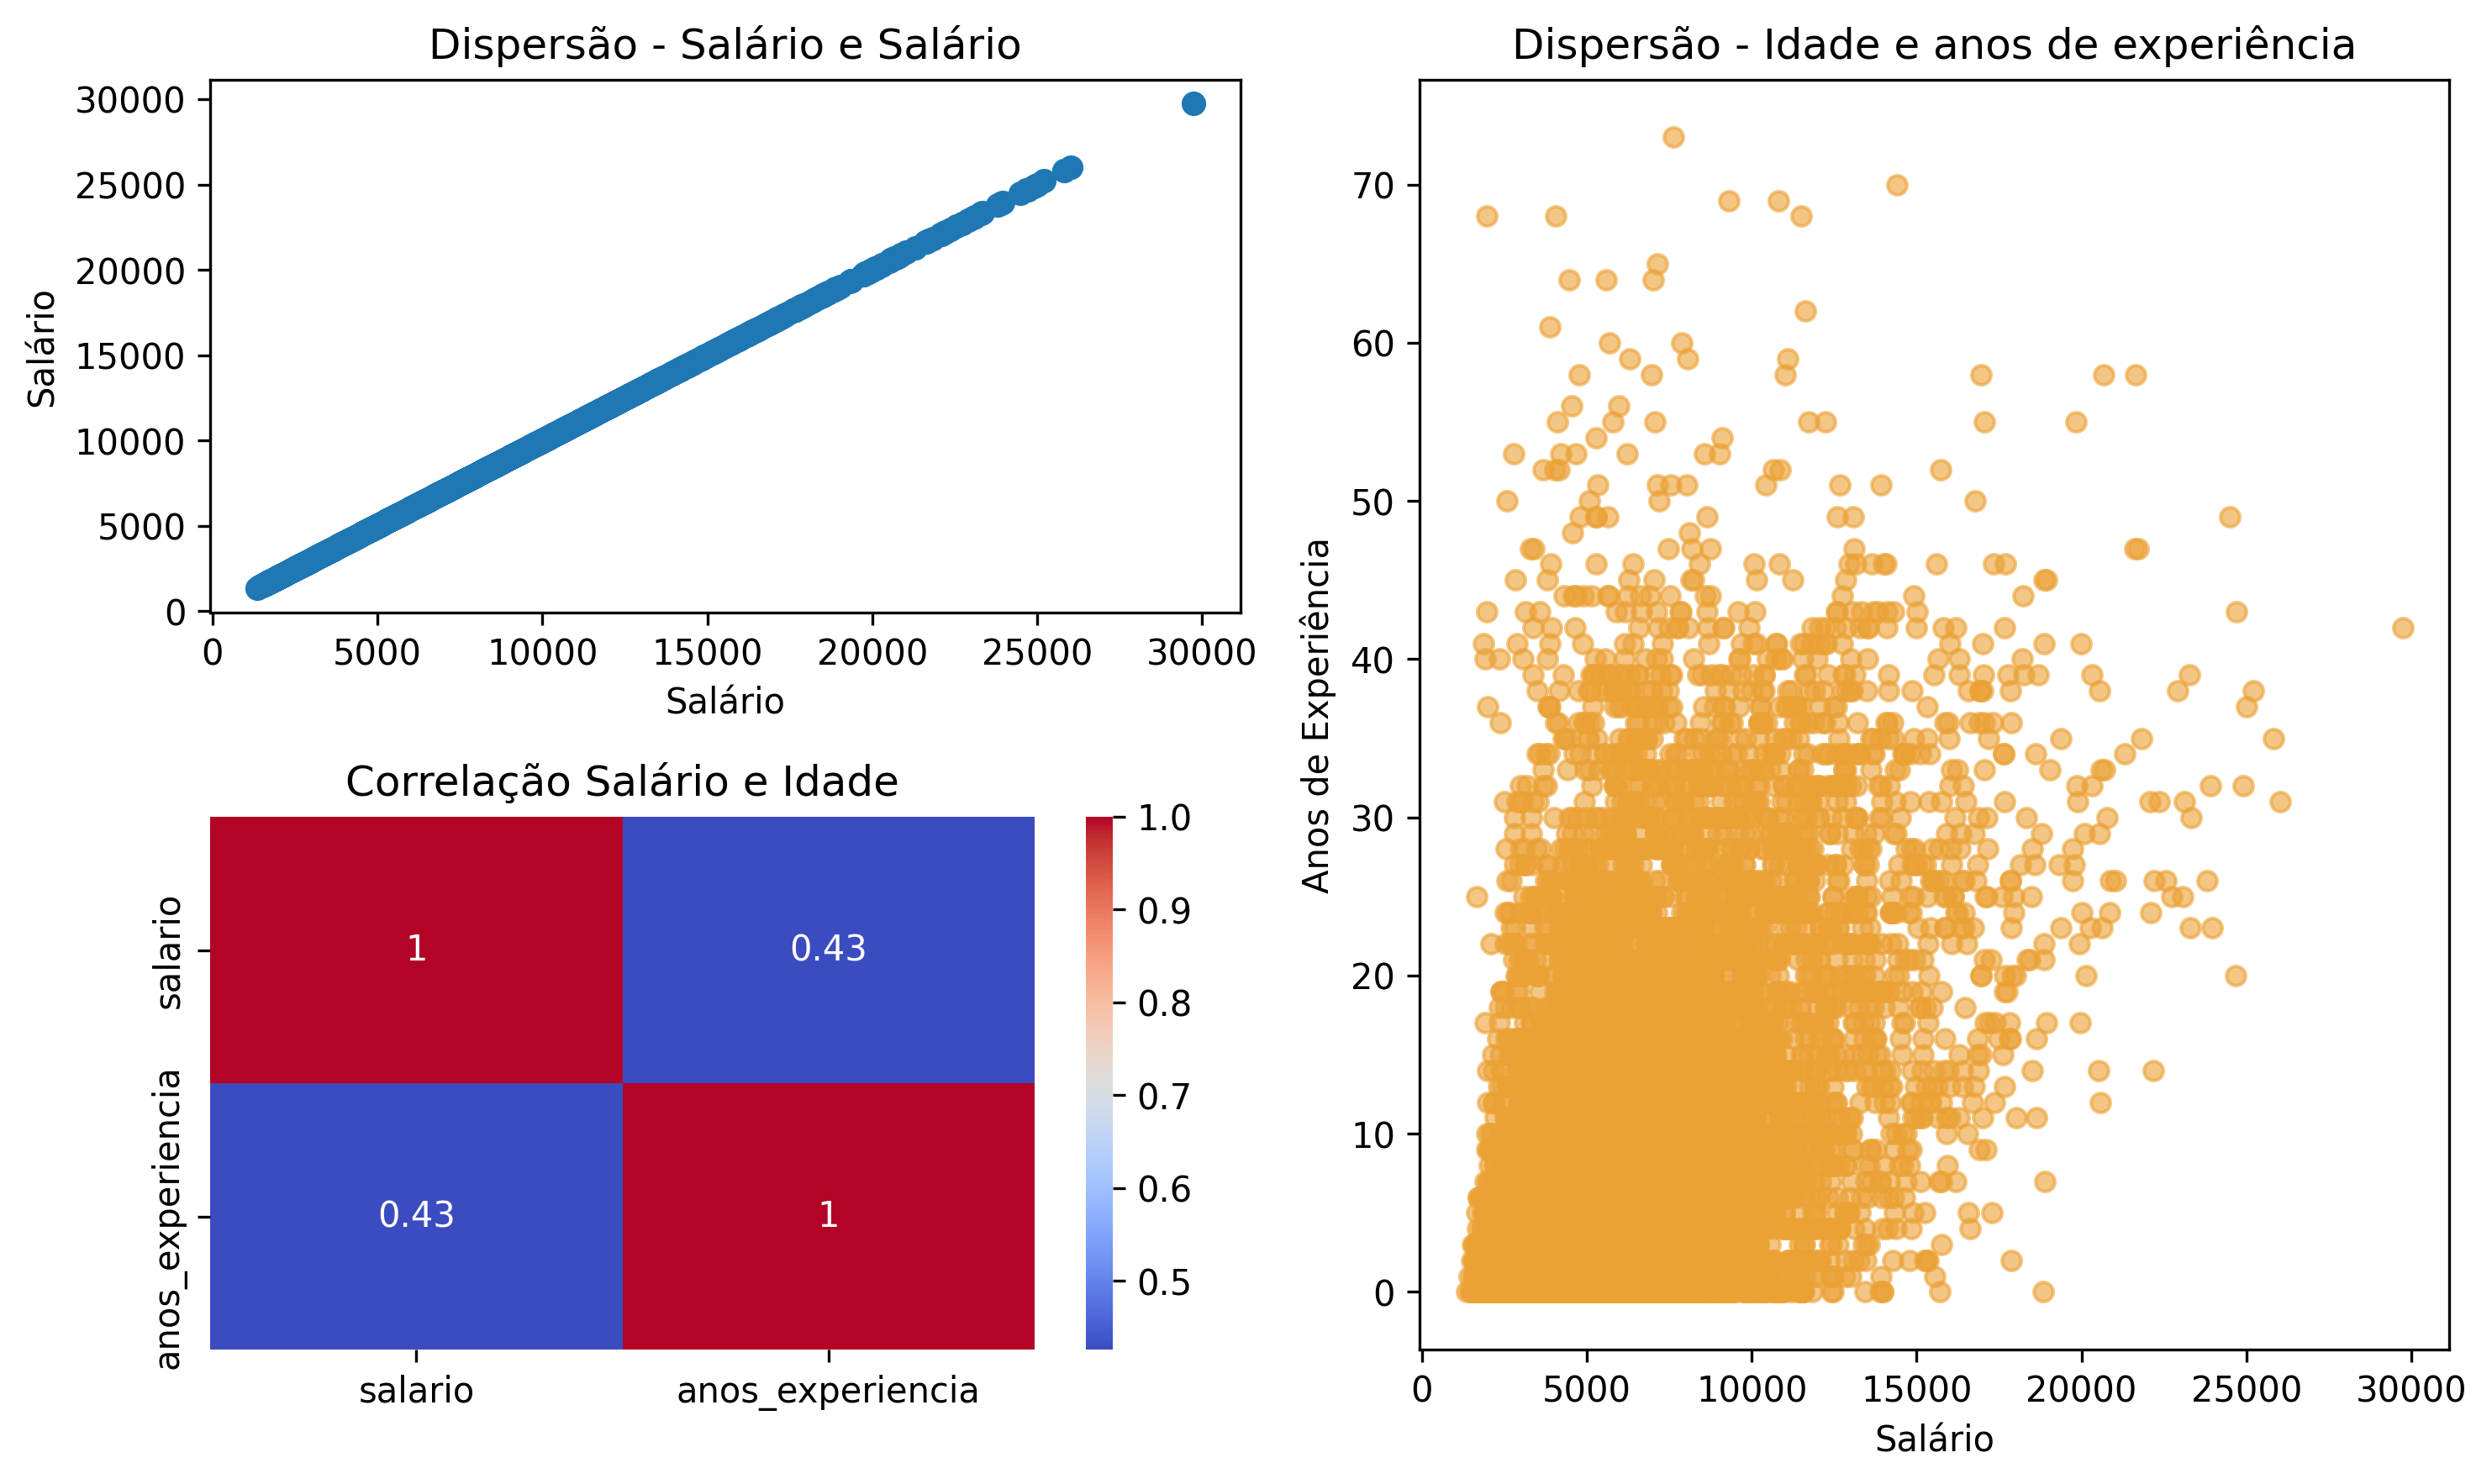 Dispersão - Salário e Salário
30000
25000
20000
15000
10000
5000
0
Salário
0 5000 10000 15000 20000 25000 30000
Salário
Correlação Salário e Idade
salario
anos_experiencia
1 0.43
0.43 1
salario anos_experiencia
1.0
0.9
0.8
0.7
0.6
0.5
Dispersão - Idade e anos de experiência
70
60
50
40
30
20
10
0
Anos de Experiência
0 5000 10000 15000 20000 25000 30000
Salário